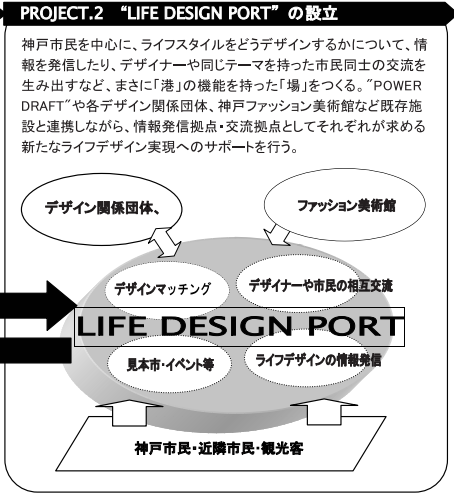 PROJECT.2 “LIFE DESIGN PORT”の設立
神戸市民を中心に、ライフスタイルをどうデザインするかについて、情
報を発信したり、デザイナーや同じテーマを持った市民同士の交流を
生み出すなど、まさに「港」の機能を持った「場」をつくる。″POWER
DRAFT″や各デザイン関係団体、神戸ファッション美術館など既存施
設と連携しながら、情報発信拠点・交流拠点としてそれぞれが求める
新たなライフデザイン実現へのサポートを行う。
デザイン関係団体、
ファッション美術館
デザインマッチング
デザイナーや市民の相互交流
LIFE DESIGN PORT
見本市・イベント等
ライフデザインの情報発信
神戸市民・近隣市民・観光客